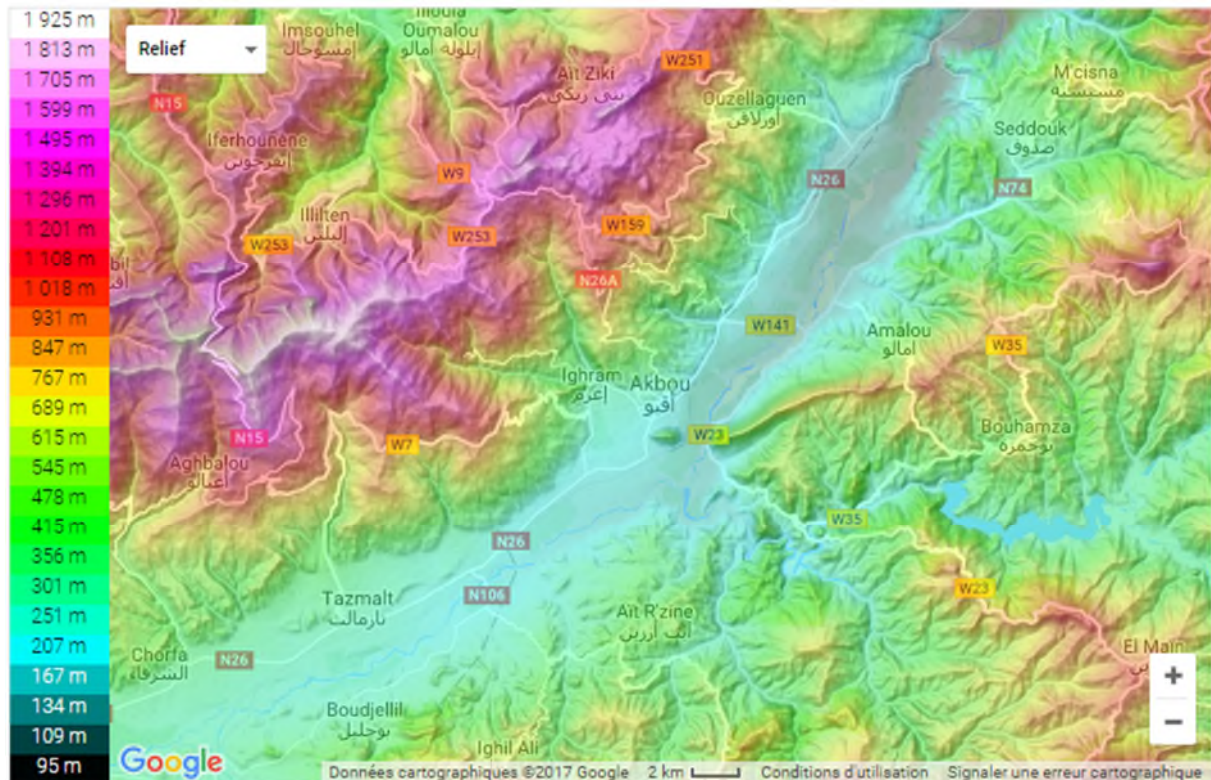 1 925 m
1 813 m
1 705 m
1 599 m
1 495 m
1 394 m
1 296 m
1 201 m
1 108 m
1 018 m
931 m
847 m
767 m
689 m
615 m
545 m
478 m
415 m
356 m
301 m
251 m
207 m
167 m
134 m
109 m
95 m
Relief
Imsouhel
إمسوحال
Oumalou
إيلولة أمالو
Aït Ziki
W251
M'cisna
N15
Ouzellaguen
Iferhounene
Seddouk
صدوق
W9
N26
N74
Illilten
W253
W253
W159
N26A
W141
Amalou
أمالو
W35
Ighram
إغرم
Akbou
أقبو
Bouhamza
بوحمزة
N15
W7
W23
Aghbalou
W35
N26
Tazmalt
تازمالت
N106
Aït R'zine
W23
Chorfa
الشرفاء
N26
El Main
Boudjellil
بوجليل
Ighil Ali
+
−
Google
Données cartographiques ©2017 Google 2 km Conditions d'utilisation Signaler une erreur cartographique